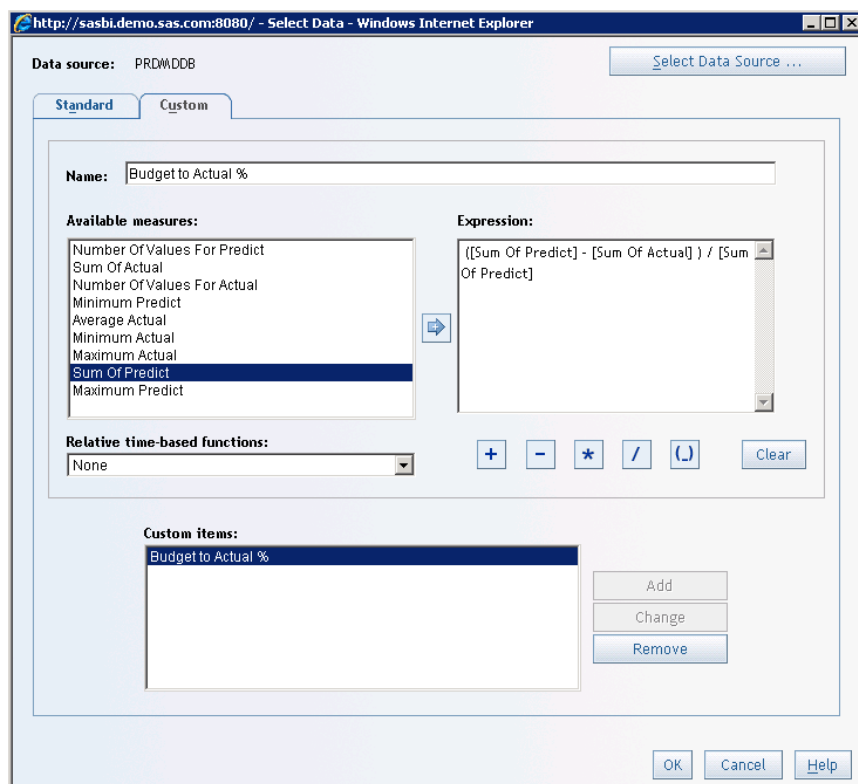 http://sasbi.demo.sas.com:8080/ - Select Data - Windows Internet Explorer
Data source: PRDMDDB
Select Data Source ...
Standard
Custom
Name: Budget to Actual %
Available measures:
Number Of Values For Predict
Sum Of Actual
Number Of Values For Actual
Minimum Predict
Average Actual
Minimum Actual
Maximum Actual
Sum Of Predict
Maximum Predict
Expression:
([Sum Of Predict] - [Sum Of Actual] ) / [Sum
Of Predict]
Relative time-based functions:
None
+ - * / (_)
Clear
Custom items:
Budget to Actual %
Add
Change
Remove
OK Cancel Help